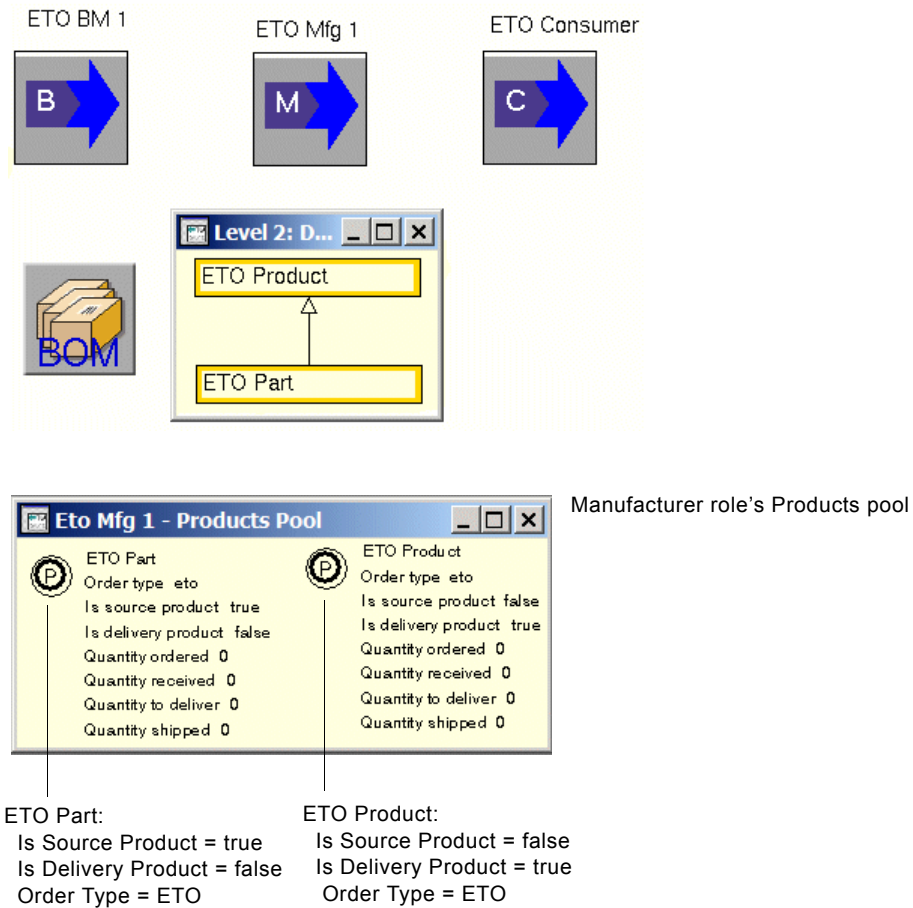 ETO BM 1
ETO Mfg 1
ETO Consumer
B
M
C
Level 2: D...
ETO Product
ETO Part
BOM
Eto Mfg 1 - Products Pool
Manufacturer role's Products pool
P
ETO Part
Order type eto
Is source product true
Is delivery product false
Quantity ordered 0
Quantity received 0
Quantity to deliver 0
Quantity shipped 0
P
ETO Product
Order type eto
Is source product false
Is delivery product true
Quantity ordered 0
Quantity received 0
Quantity to deliver 0
Quantity shipped 0
ETO Part:
Is Source Product = true
Is Delivery Product = false
Order Type = ETO
ETO Product:
Is Source Product = false
Is Delivery Product = true
Order Type = ETO